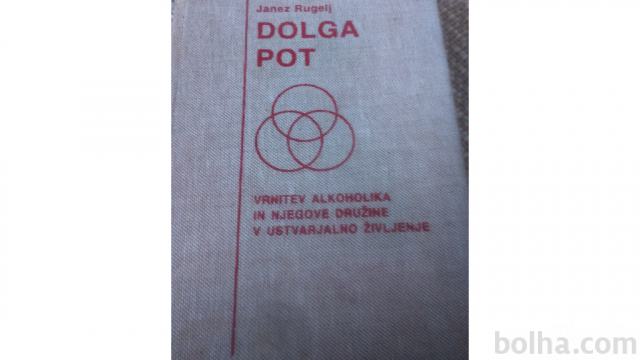 Janez Rugelj
DOLGA
POT
VRNITEV ALKOHOLIKA
IN NJEGOVE DRUŽINE
V USTVARJALNO ŽIVLJENJE
bolha.com